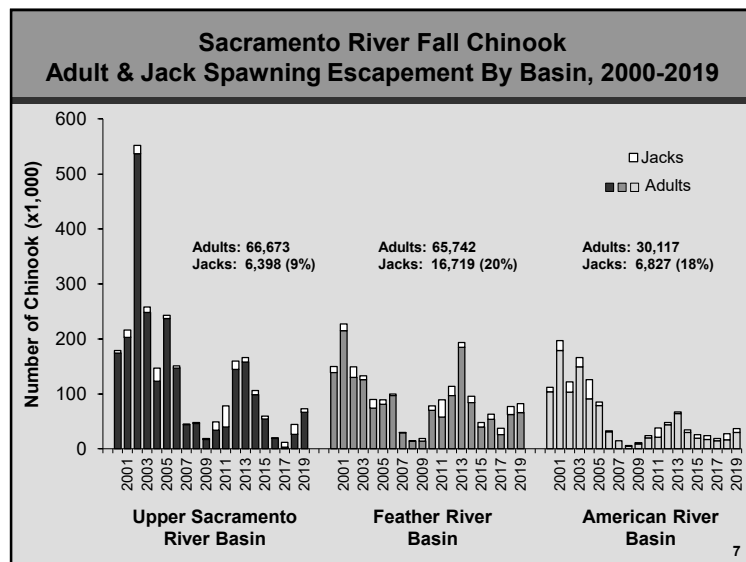 Sacramento River Fall Chinook
Adult & Jack Spawning Escapement By Basin, 2000-2019
Number of Chinook (x1,000)
600
500
400
300
200
100
0
Jacks
Adults
Adults: 66,673
Jacks: 6,398 (9%)
Adults: 65,742
Jacks: 16,719 (20%)
Adults: 30,117
Jacks: 6,827 (18%)
2001 2003 2005 2007 2009 2011 2013 2015 2017 2019
2001 2003 2005 2007 2009 2011 2013 2015 2017 2019
2001 2003 2005 2007 2009 2011 2013 2015 2017 2019
Upper Sacramento
River Basin
Feather River
Basin
American River
Basin
7